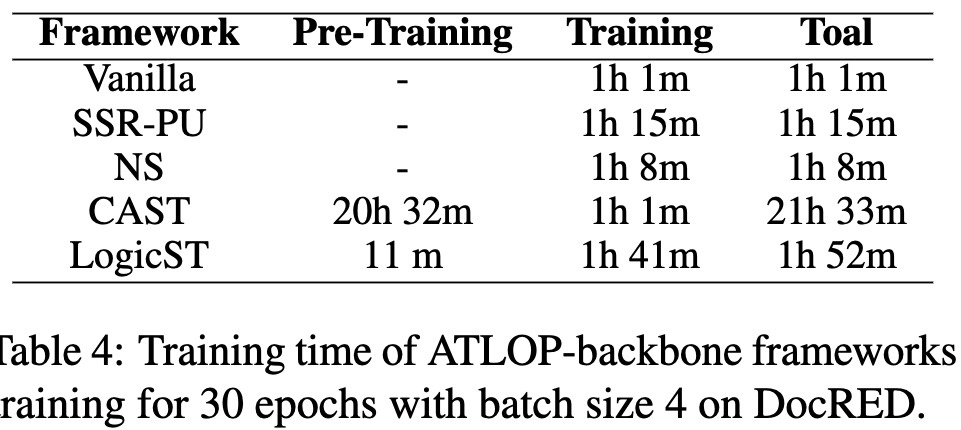 Framework Pre-Training Training Toal
Vanilla - 1h 1m 1h 1m
SSR-PU - 1h 15m 1h 15m
NS - 1h 8m 1h 8m
CAST 20h 32m 1h 1m 21h 33m
LogicST 11 m 1h 41m 1h 52m
Table 4: Training time of ATLOP-backbone frameworks
training for 30 epochs with batch size 4 on DocRED.